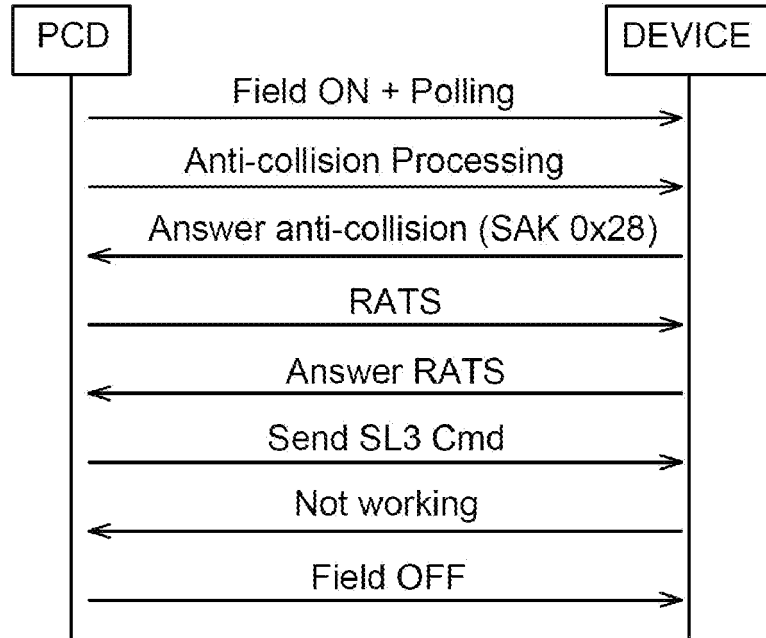 PCD
DEVICE
Field ON + Polling
Anti-collision Processing
Answer anti-collision (SAK 0x28)
RATS
Answer RATS
Send SL3 Cmd
Not working
Field OFF